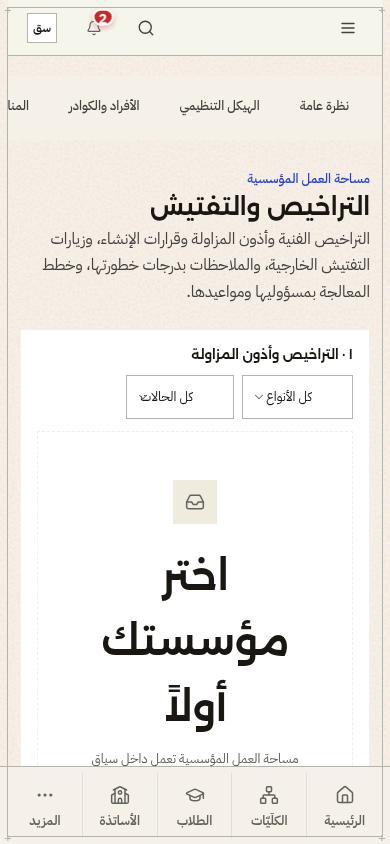 سق
2
نظرة عامة
الهيكل التنظيمي
الأفراد والكوادر
المنا
مساحة العمل المؤسسية
التراخيص والتفتيش
التراخيص الفنية وأذون المزاولة وقرارات الإنشاء، وزيارات
التفتيش الخارجية، والملاحظات بدرجات خطورتها، وخطط
المعالجة بمسؤوليها ومواعيدها.
٠١ · التراخيص وأذون المزاولة
كل الأنواع
كل الحالات
اختر
مؤسستك
أولاً
مساحة العمل المؤسسية تعمل داخل سياق
الرئيسية
الكليّات
الطلاب
الأساتذة
المزيد